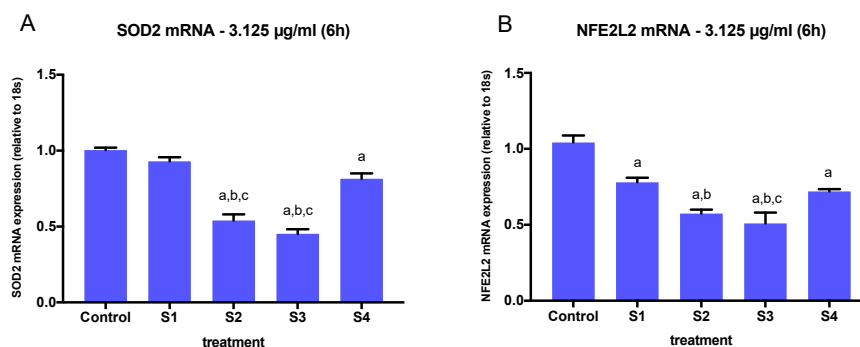 A
SOD2 mRNA - 3.125 µg/ml (6h)
SOD2 mRNA expression (relative to 18s)
1.5
1.0
0.5
0.0
a,b,c
a,b,c
a
Control S1 S2 S3 S4
treatment
B
NFE2L2 mRNA - 3.125 µg/ml (6h)
NFE2L2 mRNA expression (relative to 18s)
1.5
1.0
0.5
0.0
a
a,b
a,b,c
a
Control S1 S2 S3 S4
treatment